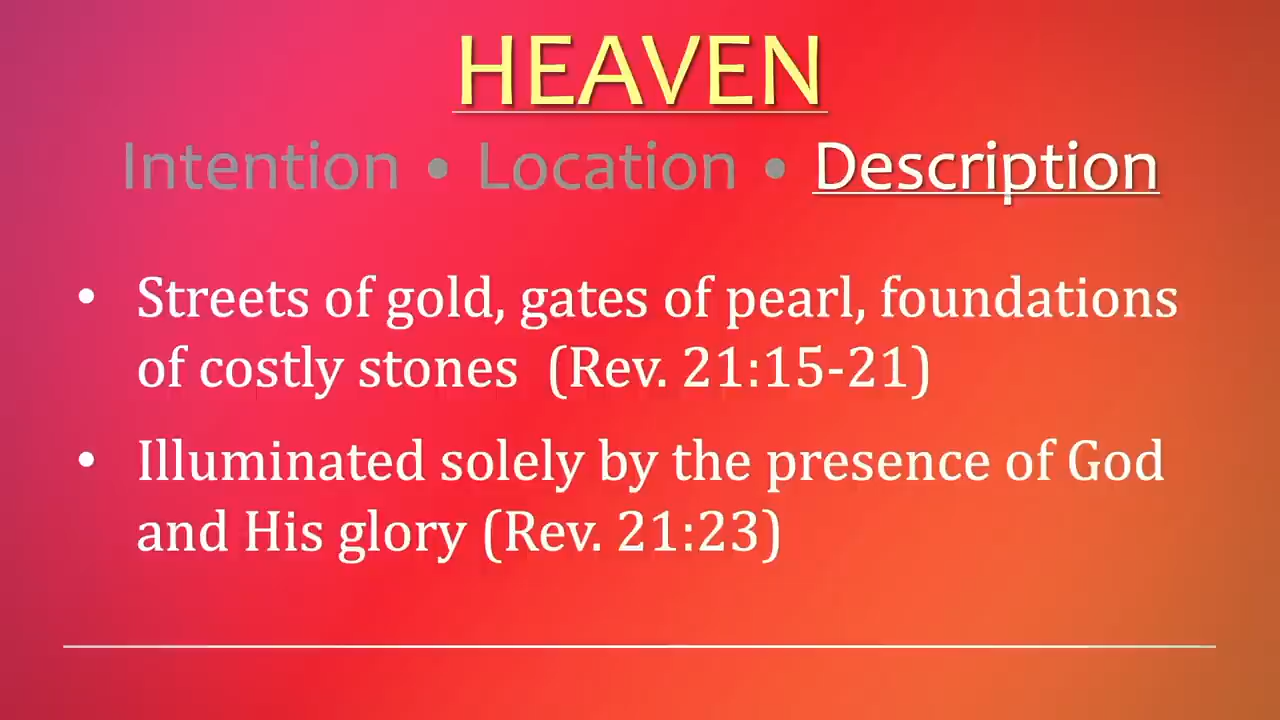 HEAVEN
Intention • Location • Description
• Streets of gold, gates of pearl, foundations
of costly stones  (Rev. 21:15-21)
• Illuminated solely by the presence of God
and His glory (Rev. 21:23)